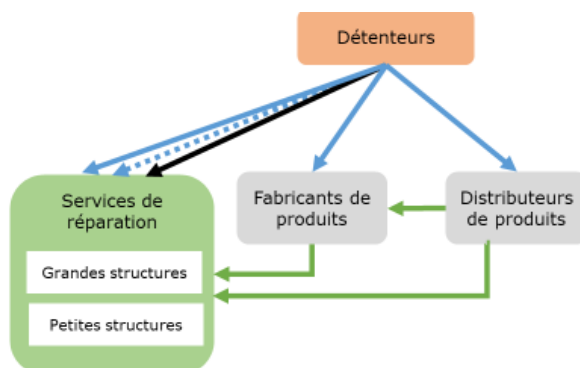 Détenteurs
Services de
réparation
Fabricants de
produits
Distributeurs
de produits
Grandes structures
Petites structures